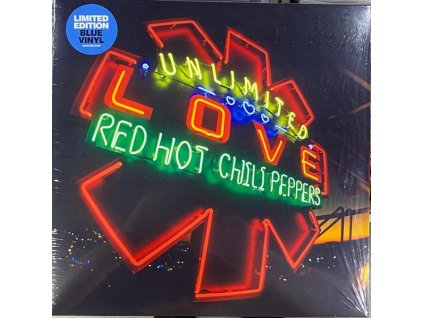 LIMITED
EDITION
BLUE
VINYL
UNLIMITED
LOVE
RED HOT CHILI PEPPERS